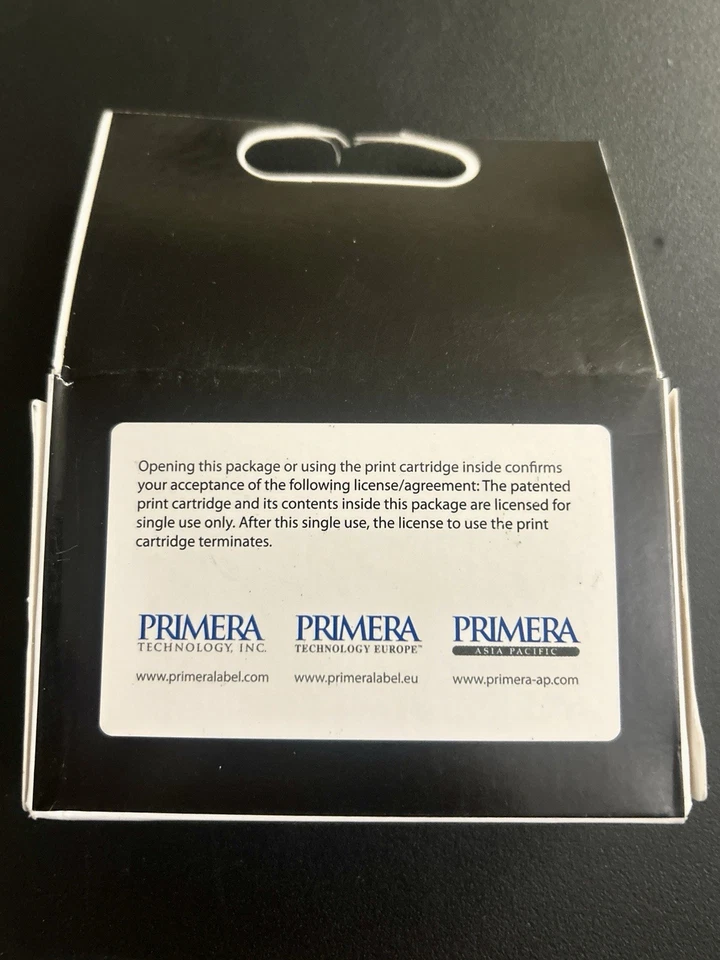 Opening this package or using the print cartridge inside confirms
your acceptance of the following license/agreement: The patented
print cartridge and its contents inside this package are licensed for
single use only. After this single use, the license to use the print
cartridge terminates.
PRIMERA PRIMERA PRIMERA
TECHNOLOGY, INC. TECHNOLOGY EUROPE™ ASIA PACIFIC
www.primeralabel.com www.primeralabel.eu www.primera-ap.com